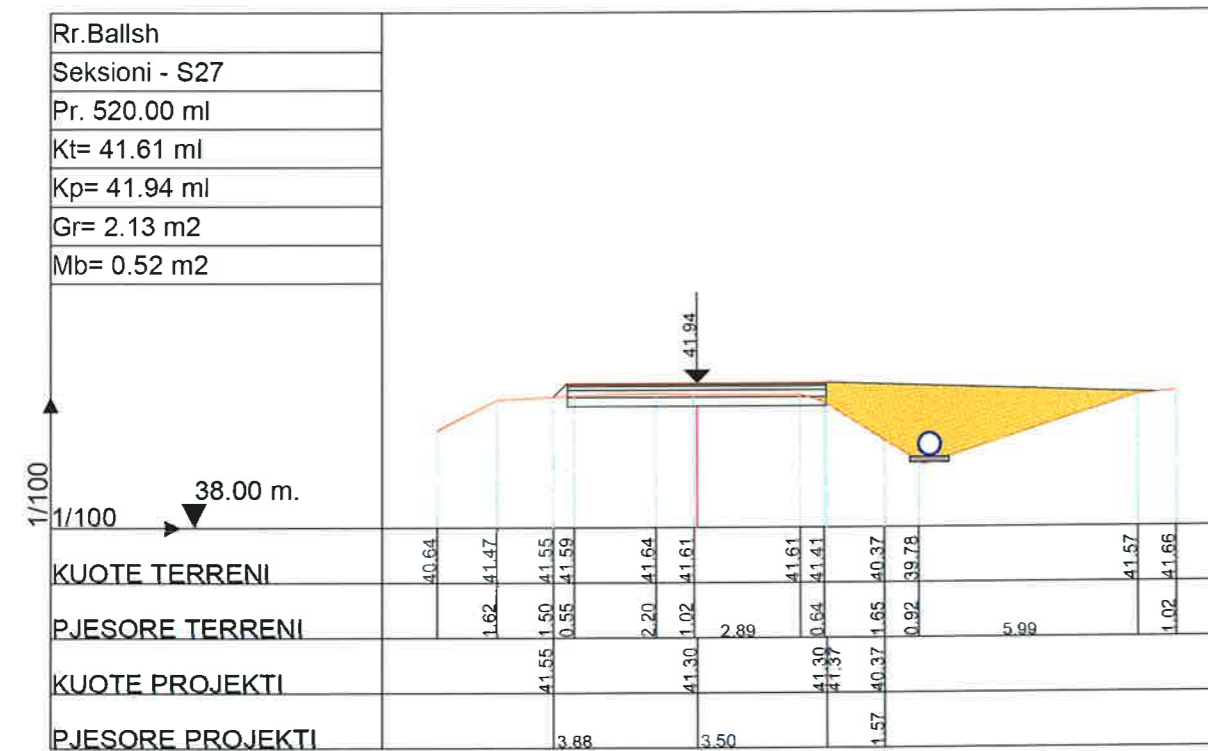 Rr.Ballsh
Seksioni - S27
Pr. 520.00 ml
Kt= 41.61 ml
Kp= 41.94 ml
Gr= 2.13 m2
Mb= 0.52 m2
41.94
1/100
38.00 m.
1/100
KUOTE TERRENI 40.64 41.47 41.55 41.59 41.64 41.61 41.61 41.41 40.37 39.78 41.57 41.66
PJESORE TERRENI 1.62 1.50 0.55 2.20 1.02 2.89 0.64 1.65 0.92 5.99 1.02
KUOTE PROJEKTI 41.55 41.30 41.30 41.37 40.37
PJESORE PROJEKTI 3.88 3.50 1.57